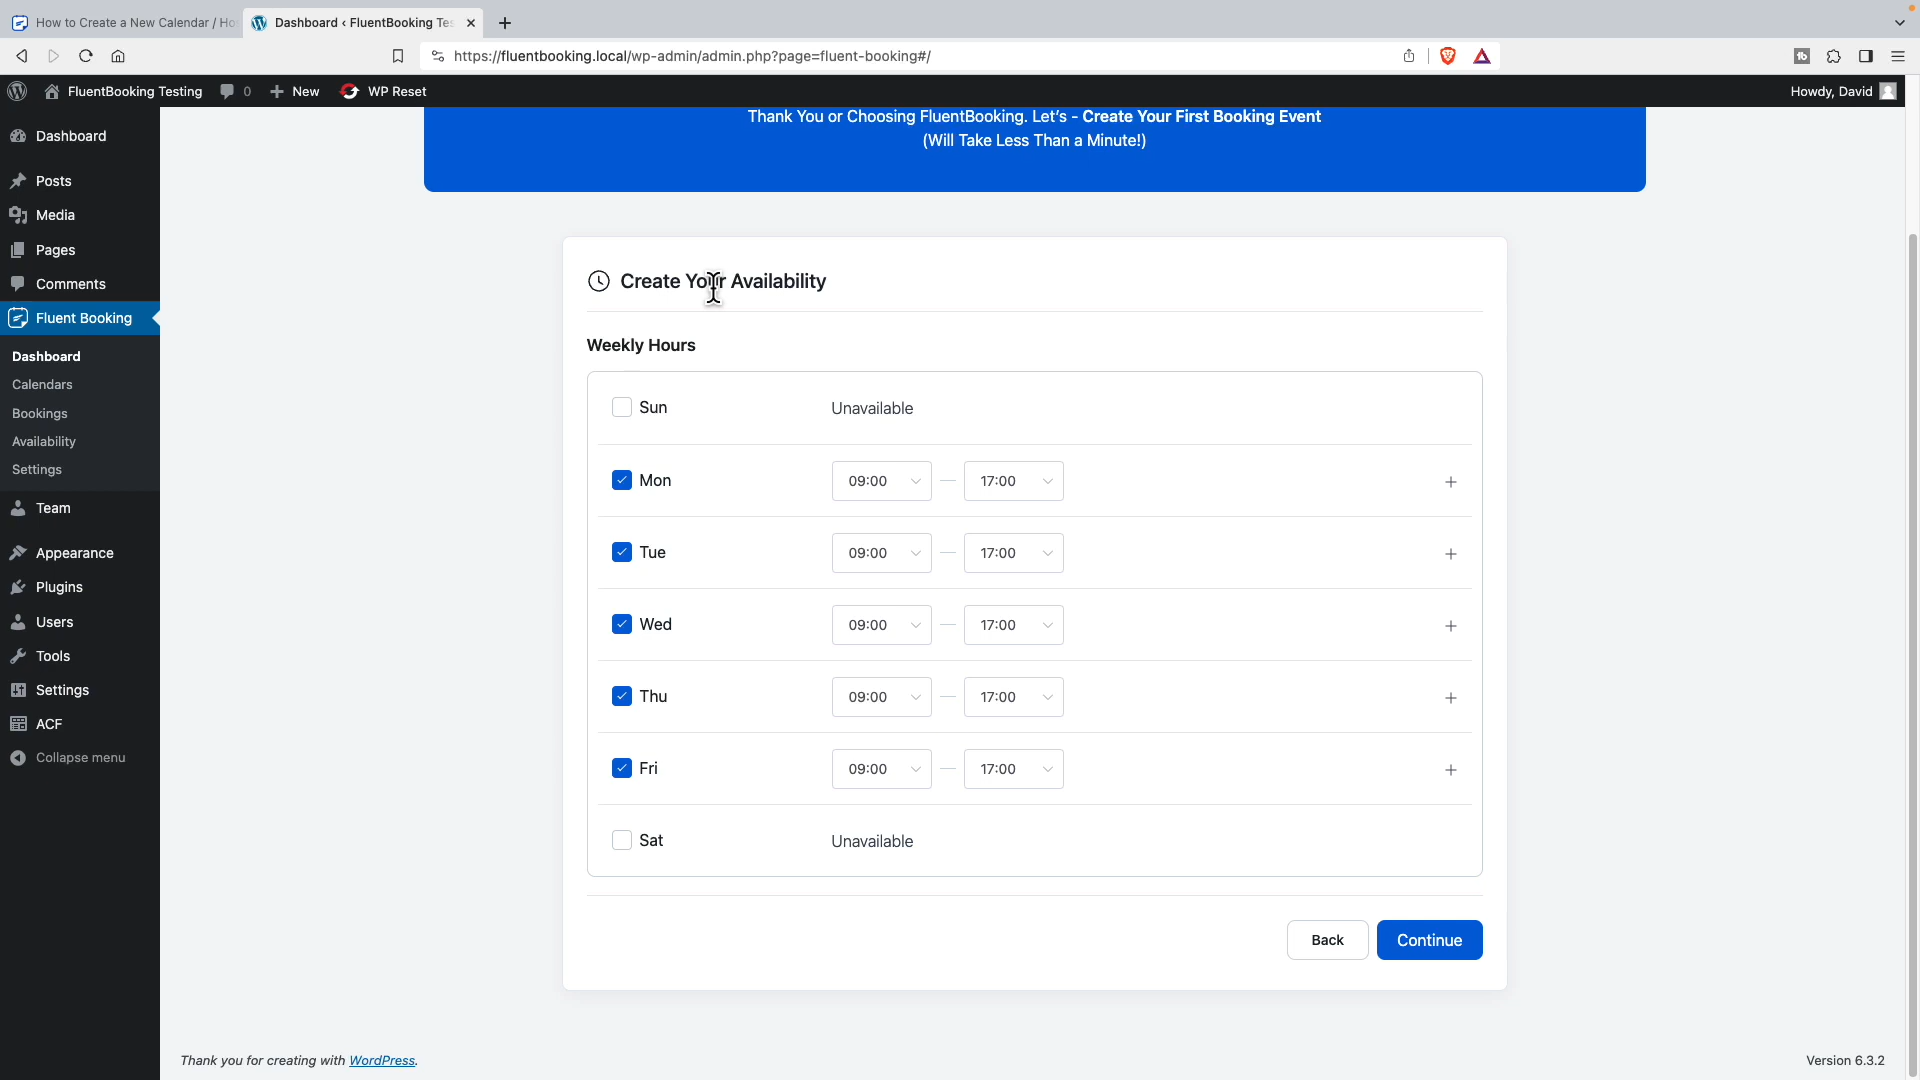 How to Create a New Calendar / Ho
Dashboard ‹ FluentBooking Tes
https://fluentbooking.local/wp-admin/admin.php?page=fluent-booking#/
FluentBooking Testing
0
New
WP Reset
Howdy, David
Dashboard
Posts
Media
Pages
Comments
Fluent Booking
Dashboard
Calendars
Bookings
Availability
Settings
Team
Appearance
Plugins
Users
Tools
Settings
ACF
Collapse menu
Thank You or Choosing FluentBooking. Let's - Create Your First Booking Event
(Will Take Less Than a Minute!)
Create Your Availability
Weekly Hours
Sun Unavailable
Mon 09:00 — 17:00 +
Tue 09:00 — 17:00 +
Wed 09:00 — 17:00 +
Thu 09:00 — 17:00 +
Fri 09:00 — 17:00 +
Sat Unavailable
Back Continue
Thank you for creating with WordPress.
Version 6.3.2